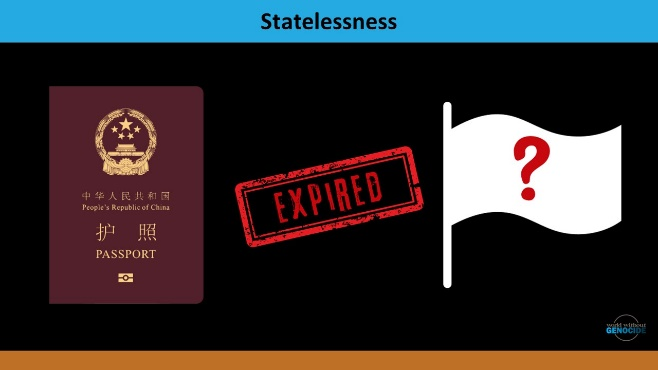 Statelessness
中华人民共和国
People's Republic of China
护 照
PASSPORT
EXPIRED
?
world without
GENOCIDE